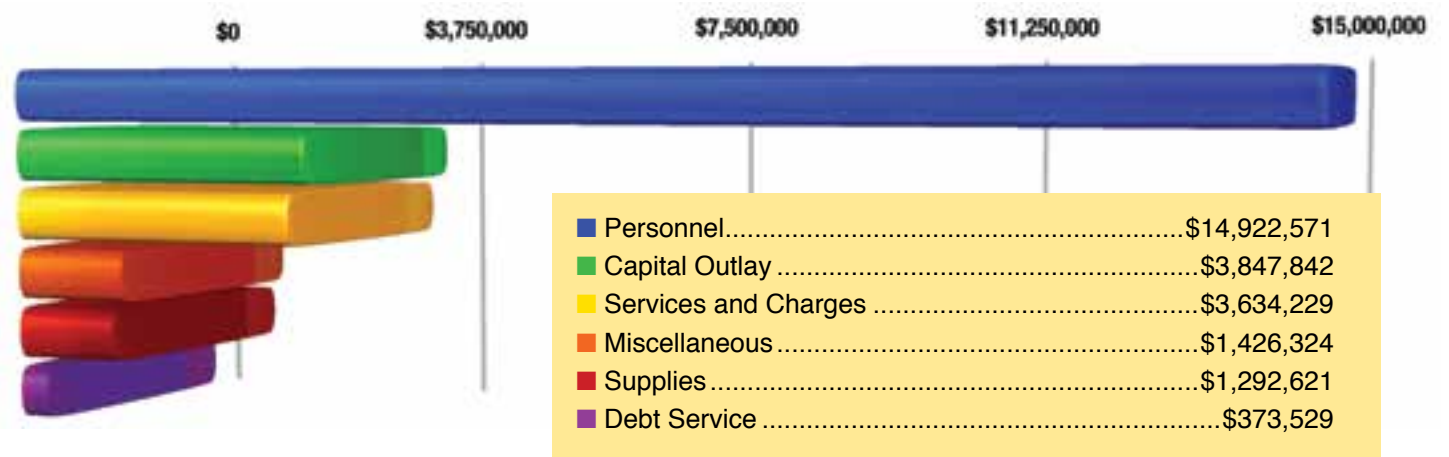 $0 $3,750,000 $7,500,000 $11,250,000 $15,000,000
Personnel..............................................................$14,922,571
Capital Outlay.........................................................$3,847,842
Services and Charges............................................$3,634,229
Miscellaneous.........................................................$1,426,324
Supplies..................................................................$1,292,621
Debt Service..............................................................$373,529